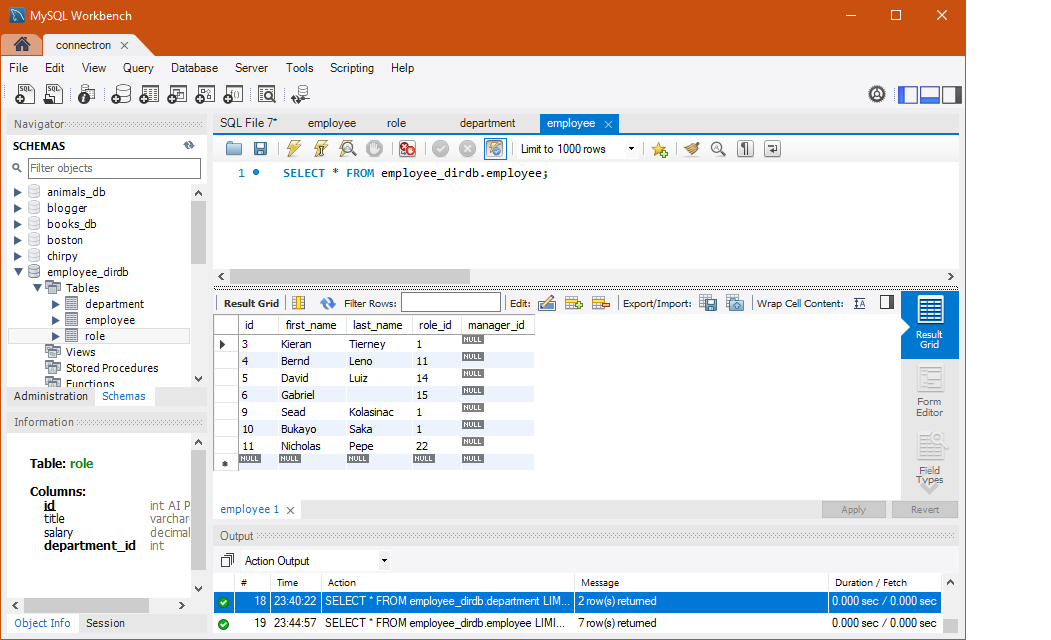 MySQL Workbench
connectron
File Edit View Query Database Server Tools Scripting Help
Navigator
SCHEMAS
Filter objects
animals_db
blogger
books_db
boston
chirpy
employee_dirdb
Tables
department
employee
role
Views
Stored Procedures
Functions
Administration Schemas
Information
Table: role
Columns:
id int AI P
title varchar
salary decimal
department_id int
Object Info Session
SQL File 7* employee role department employee
Limit to 1000 rows
1 SELECT * FROM employee_dirdb.employee;
Result Grid Filter Rows: Edit: Export/Import: Wrap Cell Content:
id first_name last_name role_id manager_id
3 Kieran Tierney 1 NULL
4 Bernd Leno 11 NULL
5 David Luiz 14 NULL
6 Gabriel 15 NULL
9 Sead Kolasinac 1 NULL
10 Bukayo Saka 1 NULL
11 Nicholas Pepe 22 NULL
NULL NULL NULL NULL NULL
Result
Grid
Form
Editor
Field
Types
employee 1 Apply Revert
Output
Action Output
# Time Action Message Duration / Fetch
18 23:40:22 SELECT * FROM employee_dirdb.department LIM... 2 row(s) returned 0.000 sec / 0.000 sec
19 23:44:57 SELECT * FROM employee_dirdb.employee LIMI... 7 row(s) returned 0.000 sec / 0.000 sec